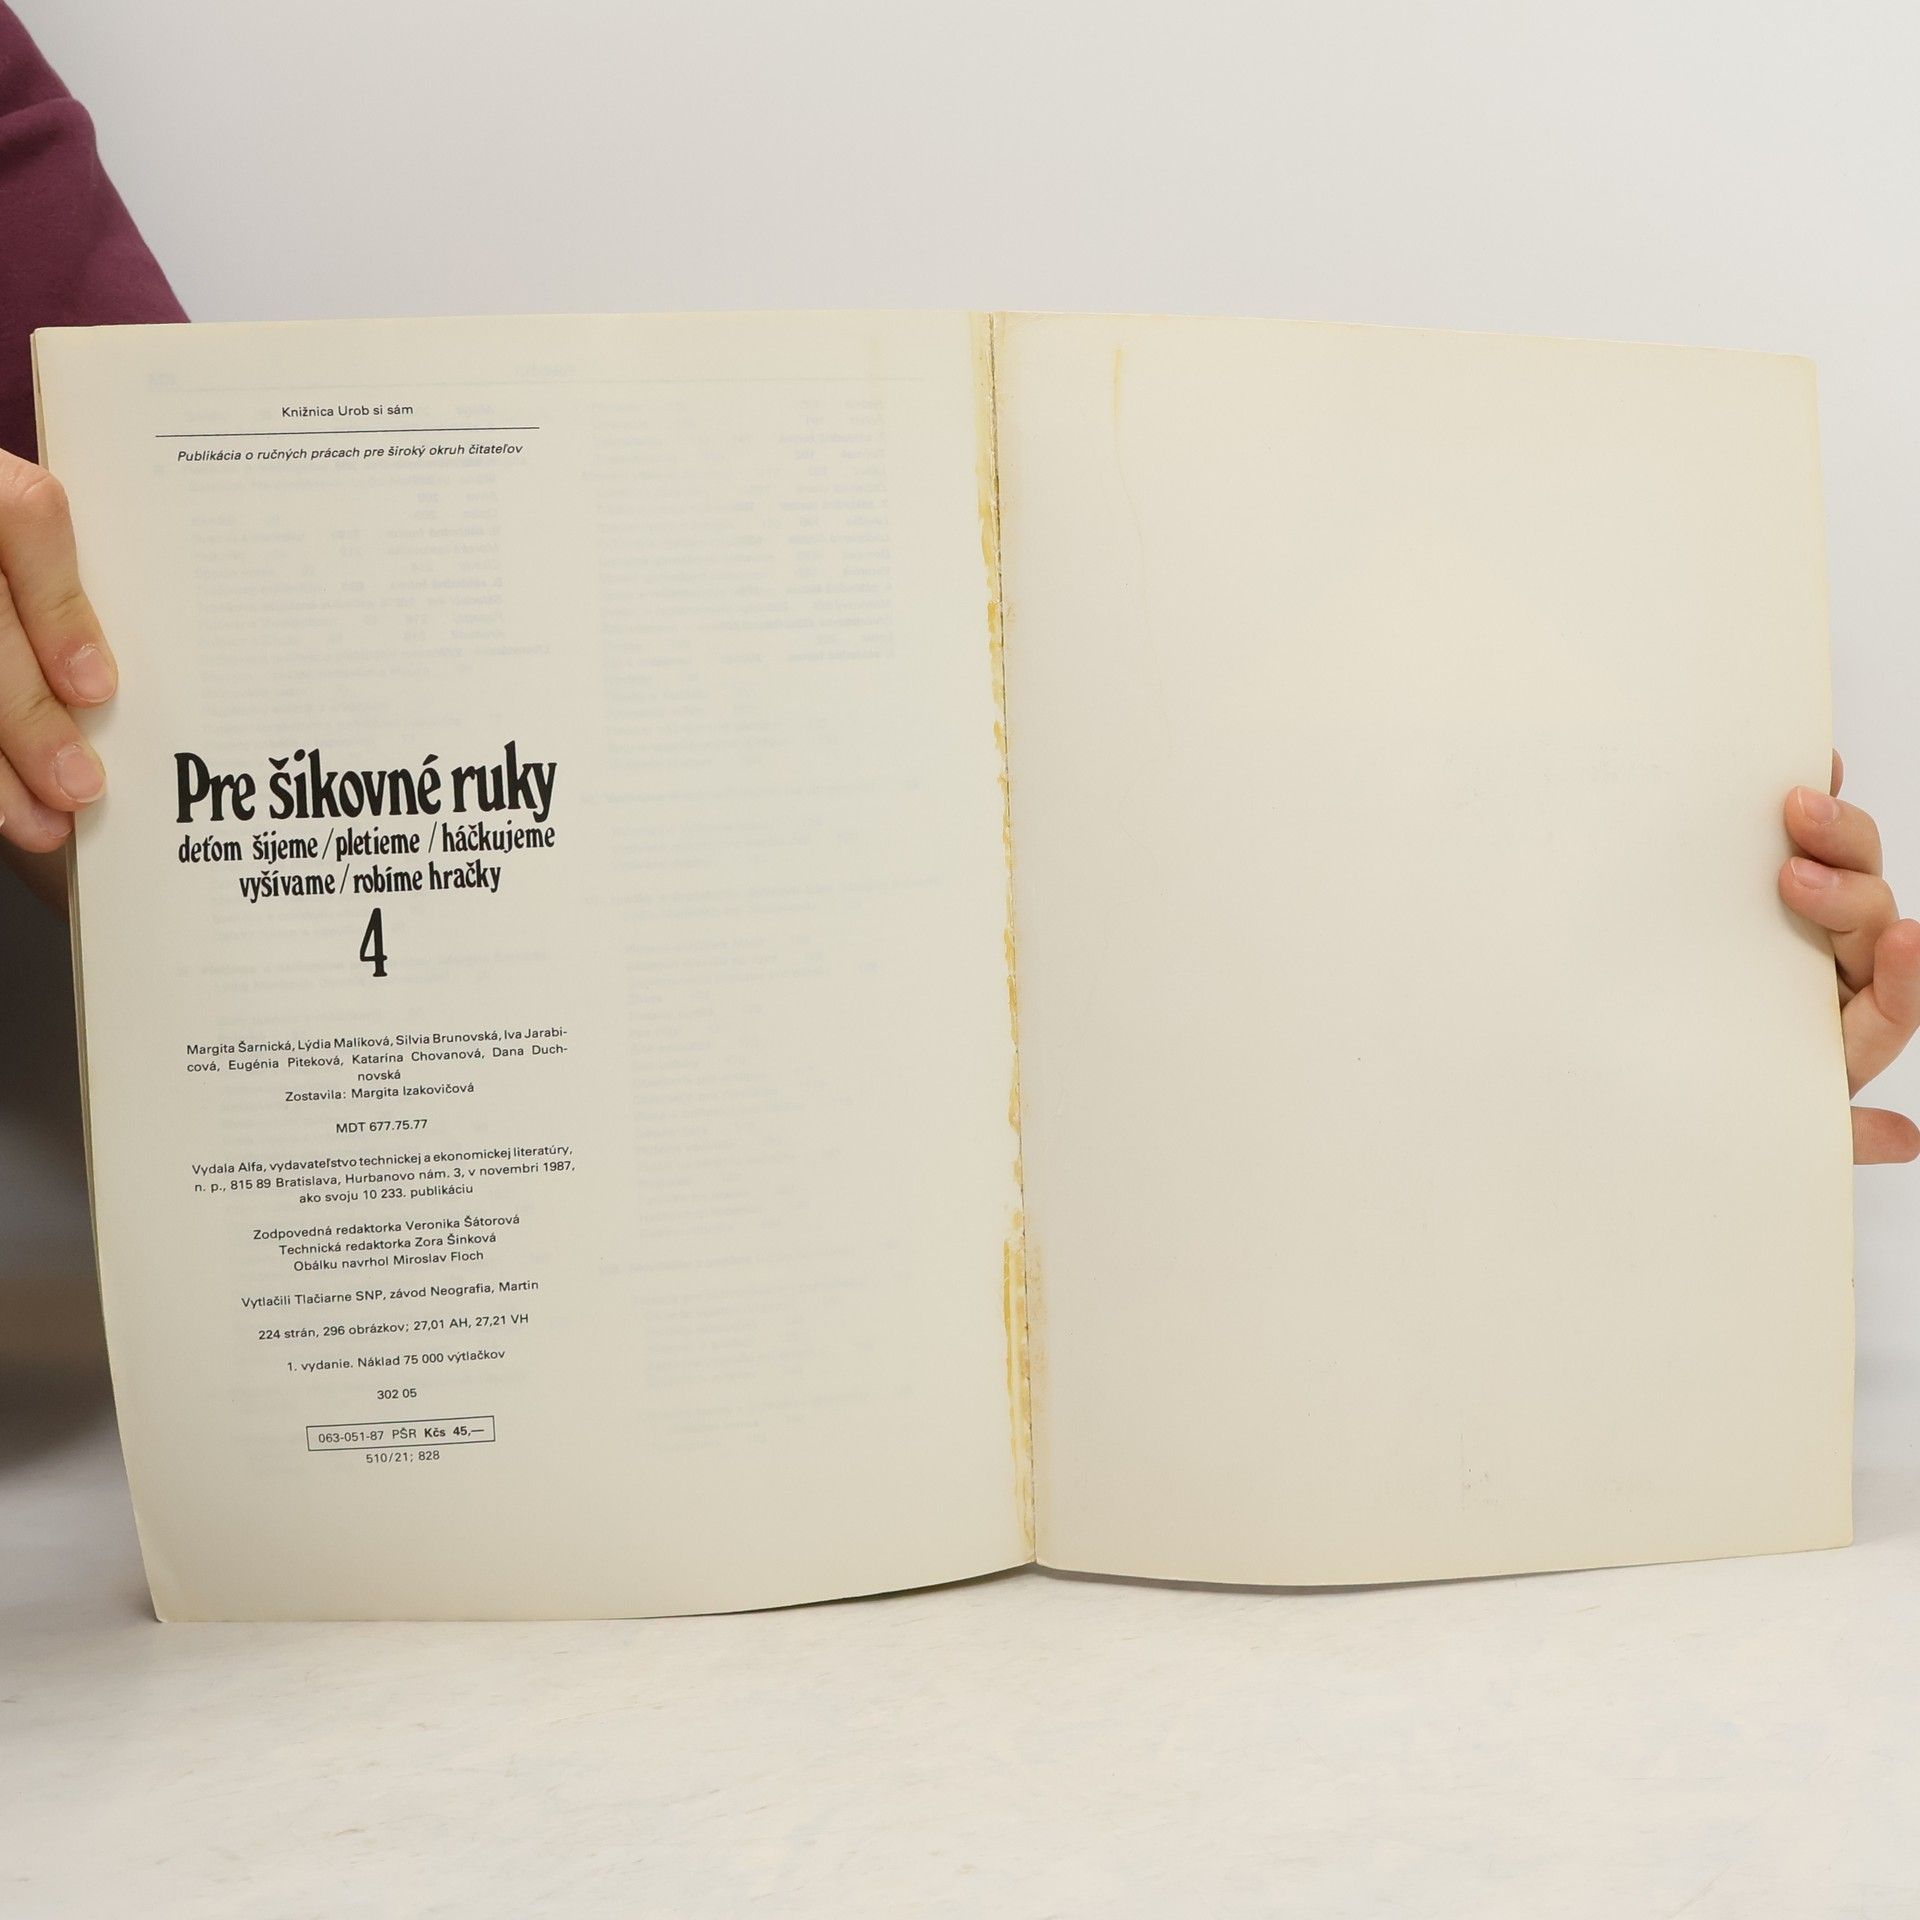 Knižnica Urob si sám
Publikácia o ručných prácach pre široký okruh čitateľov
Pre šikovné ruky
deťom šijeme / pletieme / háčkujeme
vyšívame / robíme hračky
4
Margita Šarnická, Lýdia Malíková, Silvia Brunovská, Iva Jarabi-
cová, Eugénia Piteková, Katarína Chovanová, Dana Duch-
novská
Zostavila: Margita Izakovičová
MDT 677.75.77
Vydala Alfa, vydavateľstvo technickej a ekonomickej literatúry,
n. p., 815 89 Bratislava, Hurbanovo nám. 3, v novembri 1987,
ako svoju 10 233. publikáciu
Zodpovedná redaktorka Veronika Šátorová
Technická redaktorka Zora Šinková
Obálku navrhol Miroslav Floch
Vytlačili Tlačiarne SNP, závod Neografia, Martin
224 strán, 296 obrázkov; 27,01 AH, 27,21 VH
1. vydanie. Náklad 75 000 výtlačkov
302 05
063-051-87 PŠR Kčs 45,—
510/21; 828